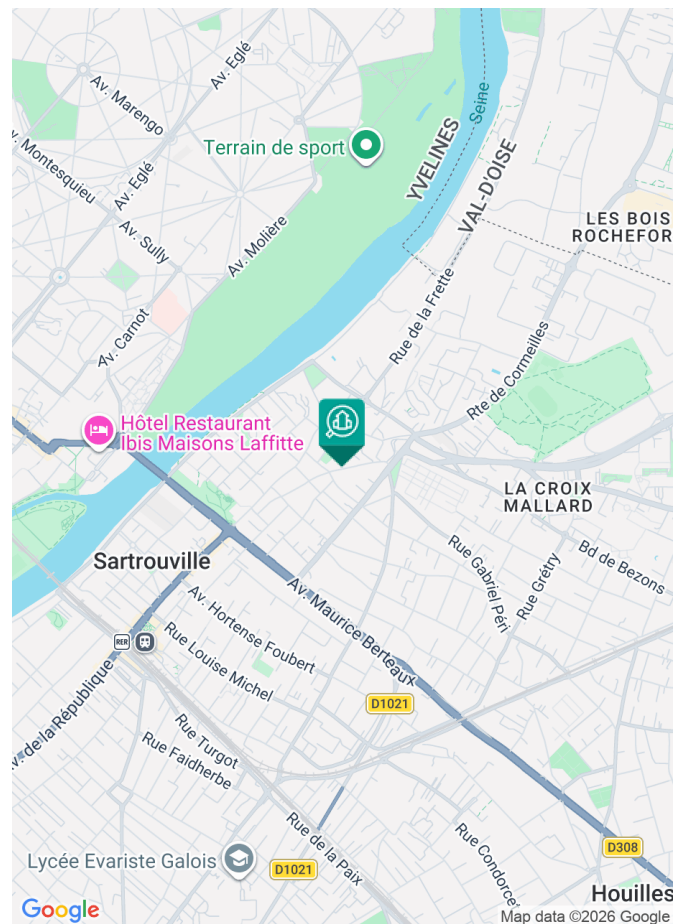 Av. Eglé
Av. Marengo
Av. Montesquieu
Av. Eglé
Terrain de sport
Seine
YVELINES
VAL-D'OISE
LES BOIS
ROCHEFOR
Av. Sully
Av. Molière
Av. Carnot
Rue de la Frette
Rte de Cormeilles
Hôtel Restaurant
Ibis Maisons Laffitte
LA CROIX
MALLARD
Sartrouville
Rue Gabriel Péri
Rue Grétry
Bd de Bezons
Av. Maurice Berteaux
Av. Hortense Foubert
Rue Louise Michel
RER
D1021
Av. de la République
Rue Turgot
Rue Faidherbe
Rue de la Paix
Lycée Evariste Galois
D1021
Rue Condorcet
D308
Houilles
Google
Map data ©2026 Google